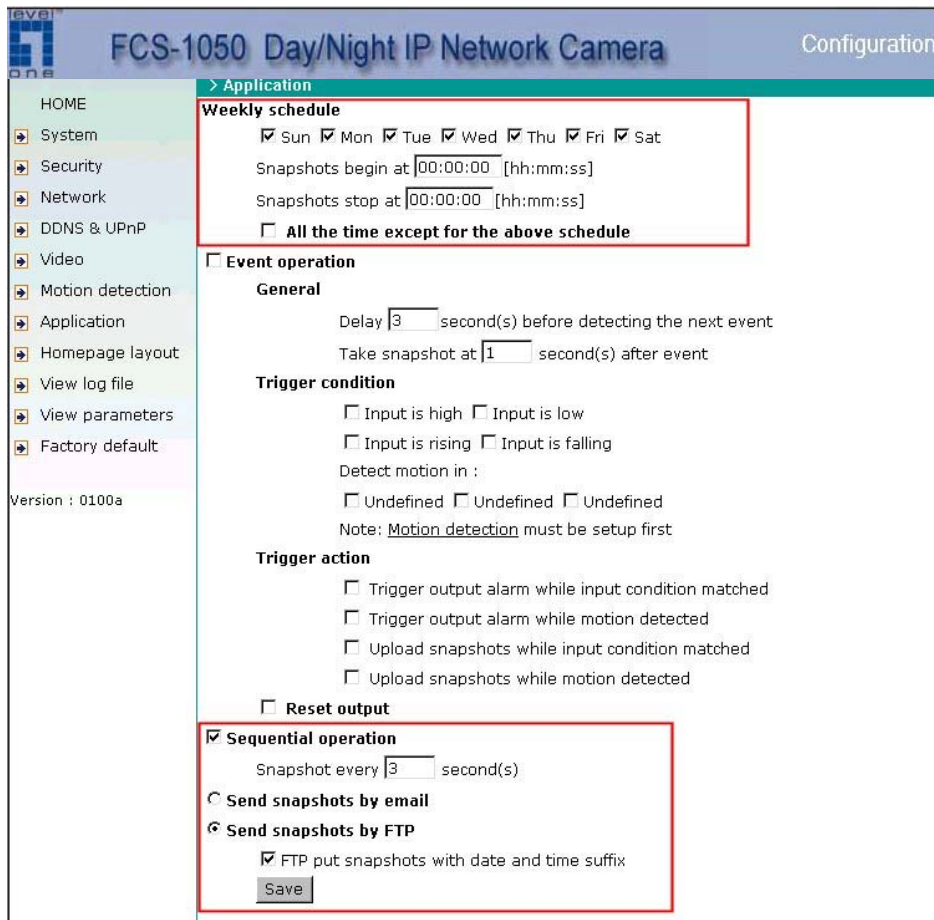 level
one
FCS-1050 Day/Night IP Network Camera
Configuration
> Application
HOME
System
Security
Network
DDNS & UPnP
Video
Motion detection
Application
Homepage layout
View log file
View parameters
Factory default
Version : 0100a
Weekly schedule
Sun Mon Tue Wed Thu Fri Sat
Snapshots begin at 00:00:00 [hh:mm:ss]
Snapshots stop at 00:00:00 [hh:mm:ss]
All the time except for the above schedule
Event operation
General
Delay 3 second(s) before detecting the next event
Take snapshot at 1 second(s) after event
Trigger condition
Input is high Input is low
Input is rising Input is falling
Detect motion in :
Undefined Undefined Undefined
Note: Motion detection must be setup first
Trigger action
Trigger output alarm while input condition matched
Trigger output alarm while motion detected
Upload snapshots while input condition matched
Upload snapshots while motion detected
Reset output
Sequential operation
Snapshot every 3 second(s)
Send snapshots by email
Send snapshots by FTP
FTP put snapshots with date and time suffix
Save